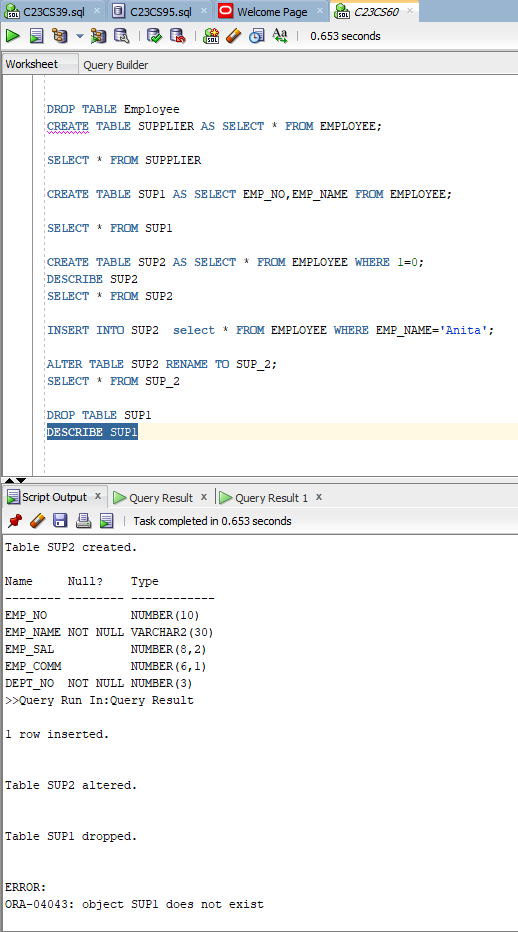 C23CS39.sql C23CS95.sql Welcome Page C23CS60
0.653 seconds
Worksheet Query Builder
DROP TABLE Employee
CREATE TABLE SUPPLIER AS SELECT * FROM EMPLOYEE;
SELECT * FROM SUPPLIER
CREATE TABLE SUP1 AS SELECT EMP_NO,EMP_NAME FROM EMPLOYEE;
SELECT * FROM SUP1
CREATE TABLE SUP2 AS SELECT * FROM EMPLOYEE WHERE 1=0;
DESCRIBE SUP2
SELECT * FROM SUP2
INSERT INTO SUP2  select * FROM EMPLOYEE WHERE EMP_NAME='Anita';
ALTER TABLE SUP2 RENAME TO SUP_2;
SELECT * FROM SUP_2
DROP TABLE SUP1
DESCRIBE SUP1
Script Output Query Result Query Result 1
Task completed in 0.653 seconds
Table SUP2 created.
Name     Null?    Type
-------- -------- ------------
EMP_NO            NUMBER(10)
EMP_NAME NOT NULL VARCHAR2(30)
EMP_SAL           NUMBER(8,2)
EMP_COMM          NUMBER(6,1)
DEPT_NO  NOT NULL NUMBER(3)
>>Query Run In:Query Result
1 row inserted.
Table SUP2 altered.
Table SUP1 dropped.
ERROR:
ORA-04043: object SUP1 does not exist